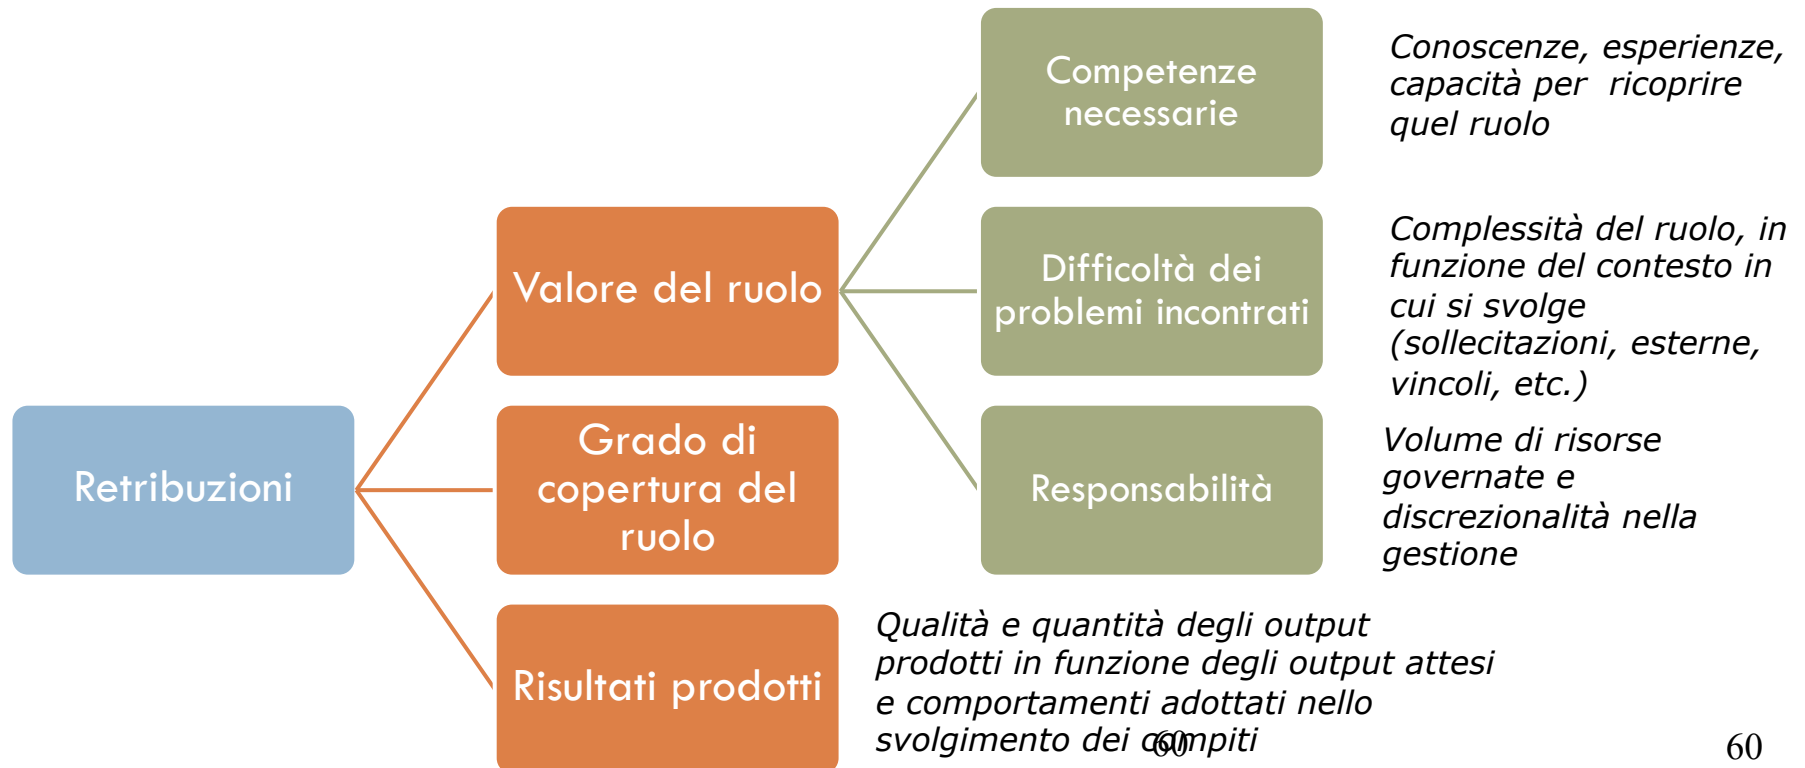 Retribuzioni
Valore del ruolo
Grado di
copertura del
ruolo
Risultati prodotti
Competenze
necessarie
Difficoltà dei
problemi incontrati
Responsabilità
Conoscenze, esperienze,
capacità per ricoprire
quel ruolo
Complessità del ruolo, in
funzione del contesto in
cui si svolge
(sollecitazioni, esterne,
vincoli, etc.)
Volume di risorse
governate e
discrezionalità nella
gestione
Qualità e quantità degli output
prodotti in funzione degli output attesi
e comportamenti adottati nello
svolgimento dei compiti
60
60